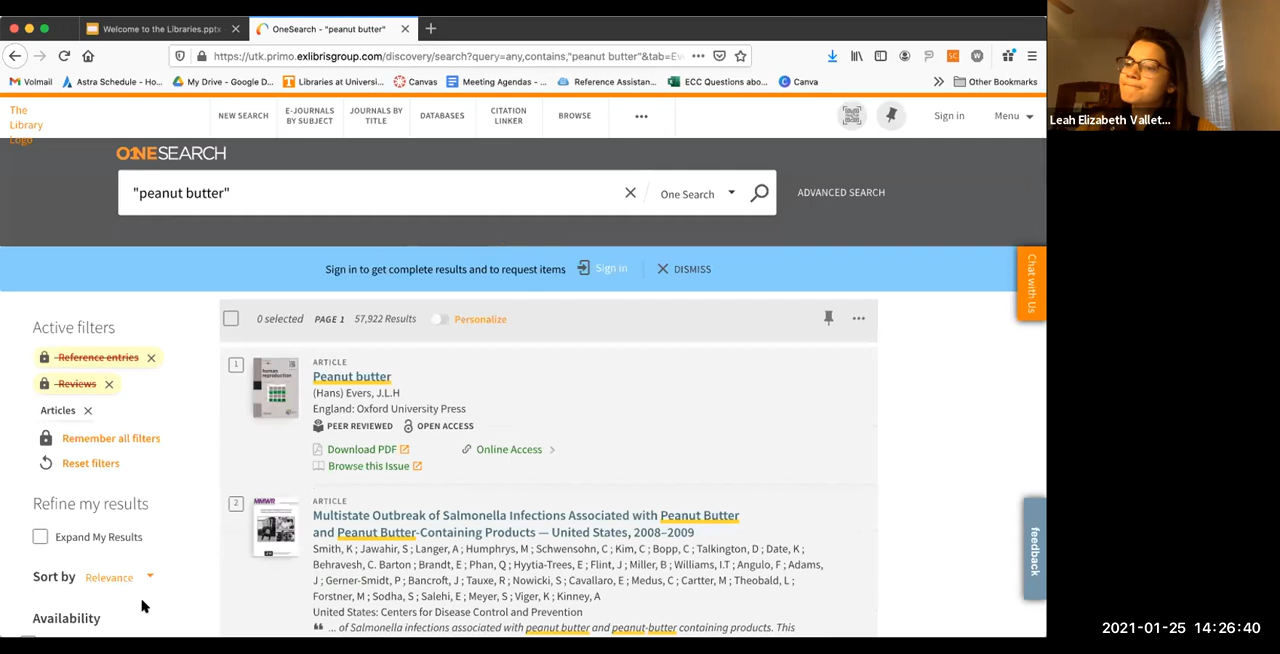 Welcome to the Libraries.pptx
OneSearch - "peanut butter"
https://utk.primo.exlibrisgroup.com/discovery/search?query=any,contains,"peanut butter"&tab=Ev
Volmail
Astra Schedule - Ho...
My Drive - Google D...
Libraries at Universi...
Canvas
Meeting Agendas - ...
Reference Assistan...
ECC Questions abo...
Canva
Other Bookmarks
The
Library
Logo
NEW SEARCH
E-JOURNALS
BY SUBJECT
JOURNALS BY
TITLE
DATABASES
CITATION
LINKER
BROWSE
Sign in
Menu
Leah Elizabeth Vallet...
ONESEARCH
"peanut butter"
One Search
ADVANCED SEARCH
Sign in to get complete results and to request items
Sign in
DISMISS
Chat with Us
Active filters
Reference entries
Reviews
Articles
Remember all filters
Reset filters
Refine my results
Expand My Results
Sort by Relevance
Availability
0 selected PAGE 1 57,922 Results Personalize
1
ARTICLE
Peanut butter
(Hans) Evers, J.L.H
England: Oxford University Press
PEER REVIEWED OPEN ACCESS
Download PDF Online Access
Browse this Issue
human
reproduction
2
MMWR
ARTICLE
Multistate Outbreak of Salmonella Infections Associated with Peanut Butter
and Peanut Butter-Containing Products — United States, 2008–2009
Smith, K ; Jawahir, S ; Langer, A ; Humphrys, M ; Schwensohn, C ; Kim, C ; Bopp, C ; Talkington, D ; Date, K ;
Behravesh, C. Barton ; Brandt, E ; Phan, Q ; Hyytia-Trees, E ; Flint, J ; Miller, B ; Williams, I.T ; Angulo, F ; Adams,
J ; Gerner-Smidt, P ; Bancroft, J ; Tauxe, R ; Nowicki, S ; Cavallaro, E ; Medus, C ; Cartter, M ; Theobald, L ;
Forstner, M ; Sodha, S ; Salehi, E ; Meyer, S ; Viger, K ; Kinney, A
United States: Centers for Disease Control and Prevention
... of Salmonella infections associated with peanut butter and peanut-butter containing products. This
feedback
2021-01-25 14:26:40